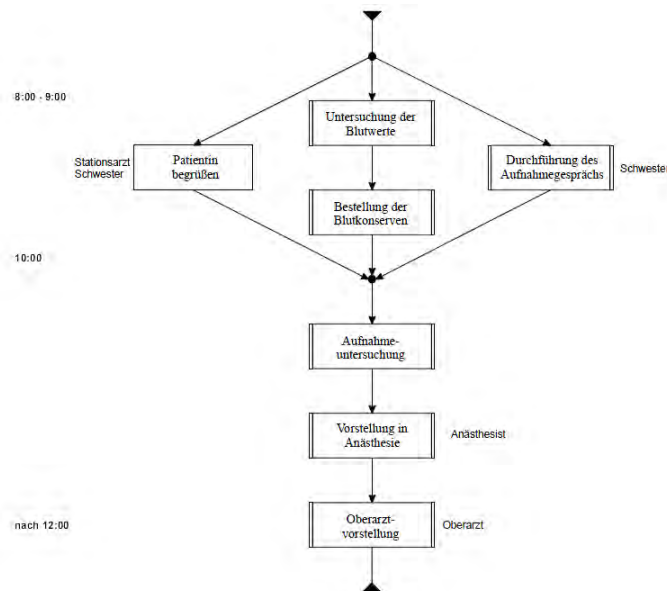 8:00 - 9:00
Untersuchung der
Blutwerte
Stationsarzt
Schwester
Patientin
begrüßen
Durchführung des
Aufnahmegesprächs
Schwester
Bestellung der
Blutkonserven
10:00
Aufnahme-
untersuchung
Vorstellung in
Anästhesie
Anästhesist
nach 12:00
Oberarzt-
vorstellung
Oberarzt